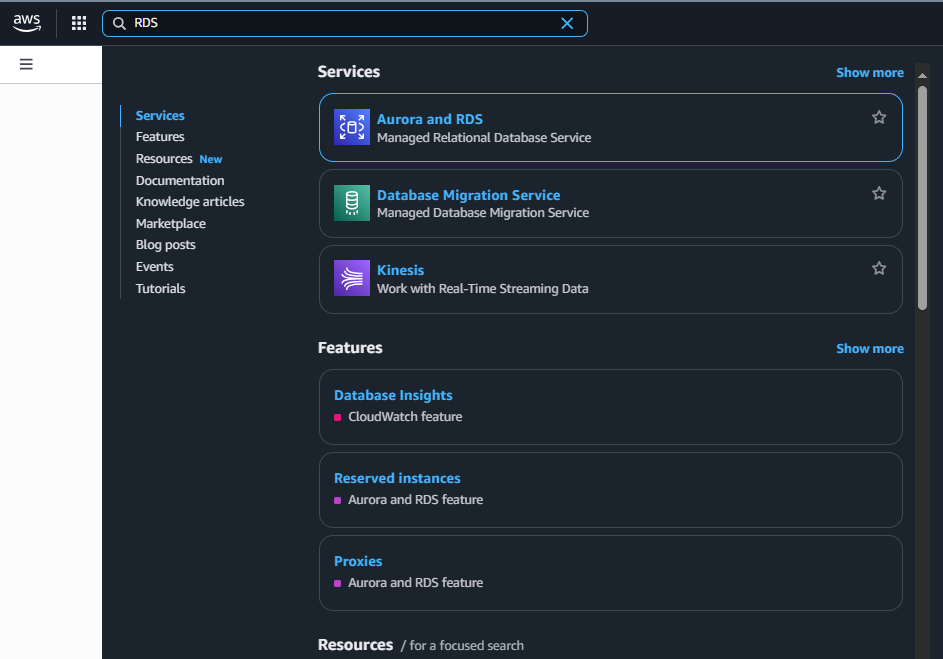 aws
RDS
Services
Show more
Services
Features
Resources New
Documentation
Knowledge articles
Marketplace
Blog posts
Events
Tutorials
Aurora and RDS
Managed Relational Database Service
Database Migration Service
Managed Database Migration Service
Kinesis
Work with Real-Time Streaming Data
Features
Show more
Database Insights
CloudWatch feature
Reserved instances
Aurora and RDS feature
Proxies
Aurora and RDS feature
Resources / for a focused search